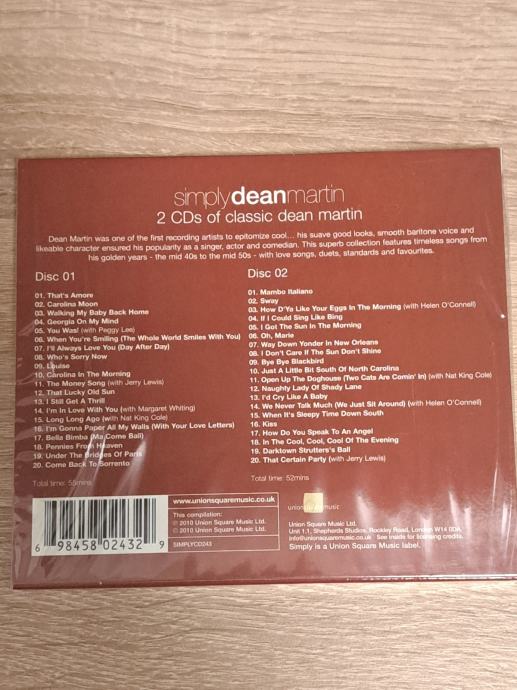 simplydeanmartin
2 CDs of classic dean martin
Dean Martin was one of the first recording artists to epitomize cool... his suave good looks, smooth baritone voice and
likeable character ensured his popularity as a singer, actor and comedian. This superb collection features timeless songs from
his golden years - the mid 40s to the mid 50s - with love songs, duets, standards and favourites.
Disc 01
01. That's Amore
02. Carolina Moon
03. Walking My Baby Back Home
04. Georgia On My Mind
05. You Was! (with Peggy Lee)
06. When You're Smiling (The Whole World Smiles With You)
07. I'll Always Love You (Day After Day)
08. Who's Sorry Now
09. Louise
10. Carolina In The Morning
11. The Money Song (with Jerry Lewis)
12. That Lucky Old Sun
13. I Still Get A Thrill
14. I'm In Love With You (with Margaret Whiting)
15. Long Long Ago (with Nat King Cole)
16. I'm Gonna Paper All My Walls (With Your Love Letters)
17. Bella Bimba (Ma Come Ball)
18. Pennies From Heaven
19. Under The Bridges Of Paris
20. Come Back To Sorrento
Total time: 55mins
Disc 02
01. Mambo Italiano
02. Sway
03. How D'Ya Like Your Eggs In The Morning (with Helen O'Connell)
04. If I Could Sing Like Bing
05. I Got The Sun In The Morning
06. Oh, Marie
07. Way Down Yonder In New Orleans
08. I Don't Care If The Sun Don't Shine
09. Bye Bye Blackbird
10. Just A Little Bit South Of North Carolina
11. Open Up The Doghouse (Two Cats Are Comin' In) (with Nat King Cole)
12. Naughty Lady Of Shady Lane
13. I'd Cry Like A Baby
14. We Never Talk Much (We Just Sit Around) (with Helen O'Connell)
15. When It's Sleepy Time Down South
16. Kiss
17. How Do You Speak To An Angel
18. In The Cool, Cool, Cool Of The Evening
19. Darktown Strutters's Ball
20. That Certain Party (with Jerry Lewis)
Total time: 52mins
6 98458 02432 9
www.unionsquaremusic.co.uk
This compilation:
℗ 2010 Union Square Music Ltd.
© 2010 Union Square Music Ltd.
SIMPLYCD243
unionsquaremusic
Union Square Music Ltd.
Unit 1.1, Shepherds Studios, Rockley Road, London W14 0DA.
info@unionsquaremusic.co.uk See inside for licensing credits.
Simply is a Union Square Music label.